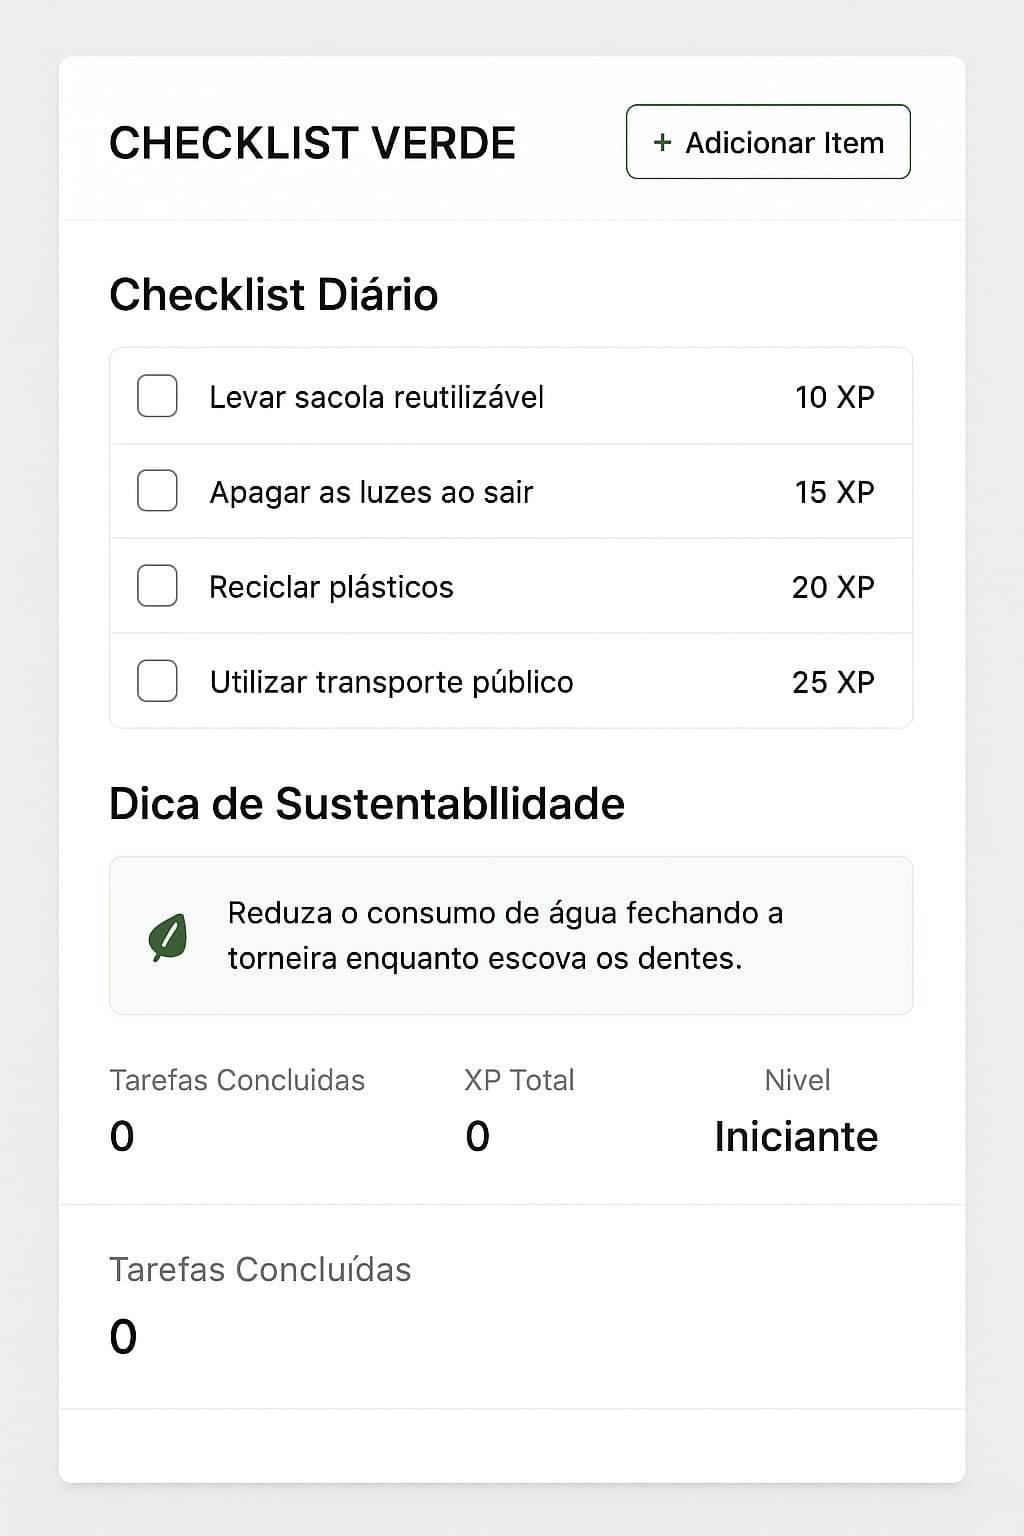 CHECKLIST VERDE
+ Adicionar Item
Checklist Diário
Levar sacola reutilizável 10 XP
Apagar as luzes ao sair 15 XP
Reciclar plásticos 20 XP
Utilizar transporte público 25 XP
Dica de Sustentabllidade
Reduza o consumo de água fechando a
torneira enquanto escova os dentes.
Tarefas Concluidas XP Total Nivel
0 0 Iniciante
Tarefas Concluídas
0